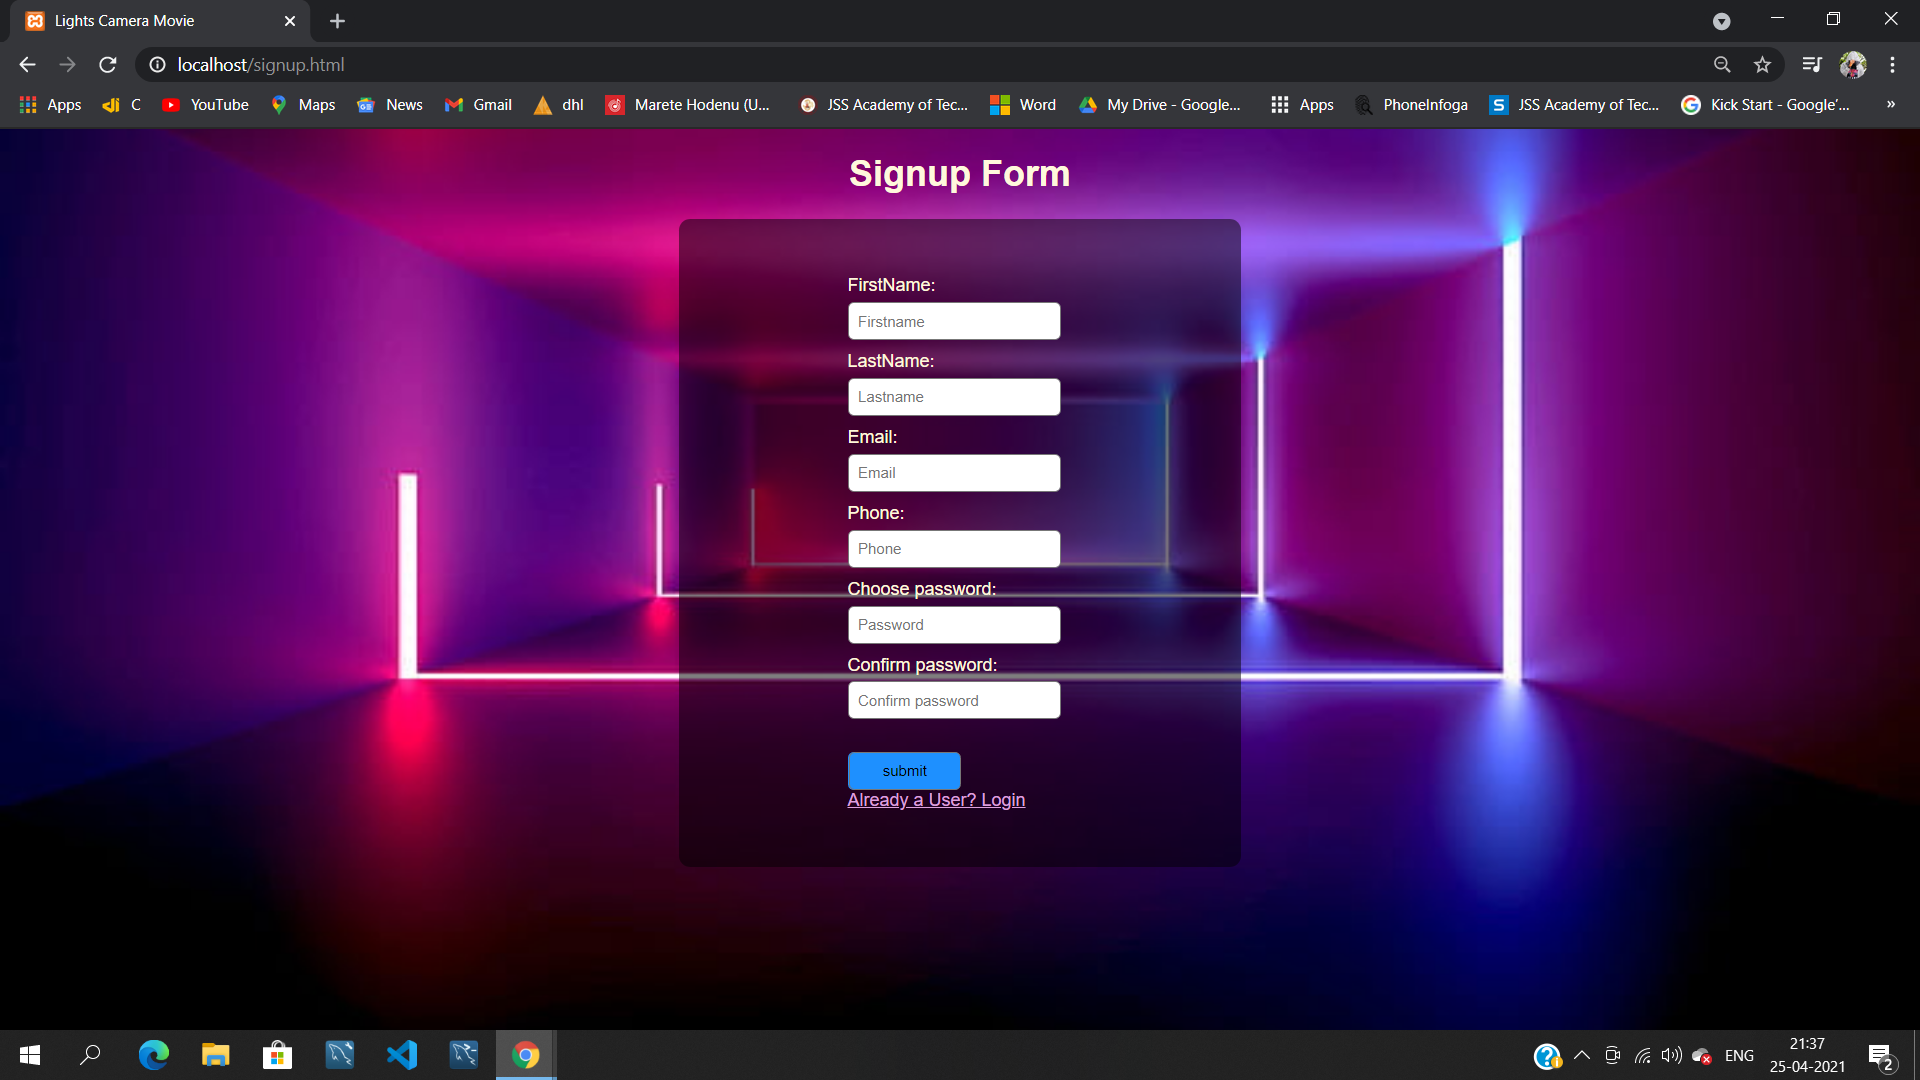 Lights Camera Movie
localhost/signup.html
Apps C YouTube Maps News Gmail dhl Marete Hodenu (U... JSS Academy of Tec... Word My Drive - Google... Apps PhoneInfoga S JSS Academy of Tec... Kick Start - Google'... »
Signup Form
FirstName:
Firstname
LastName:
Lastname
Email:
Email
Phone:
Phone
Choose password:
Password
Confirm password:
Confirm password
submit
Already a User? Login
ENG
21:37
25-04-2021
2